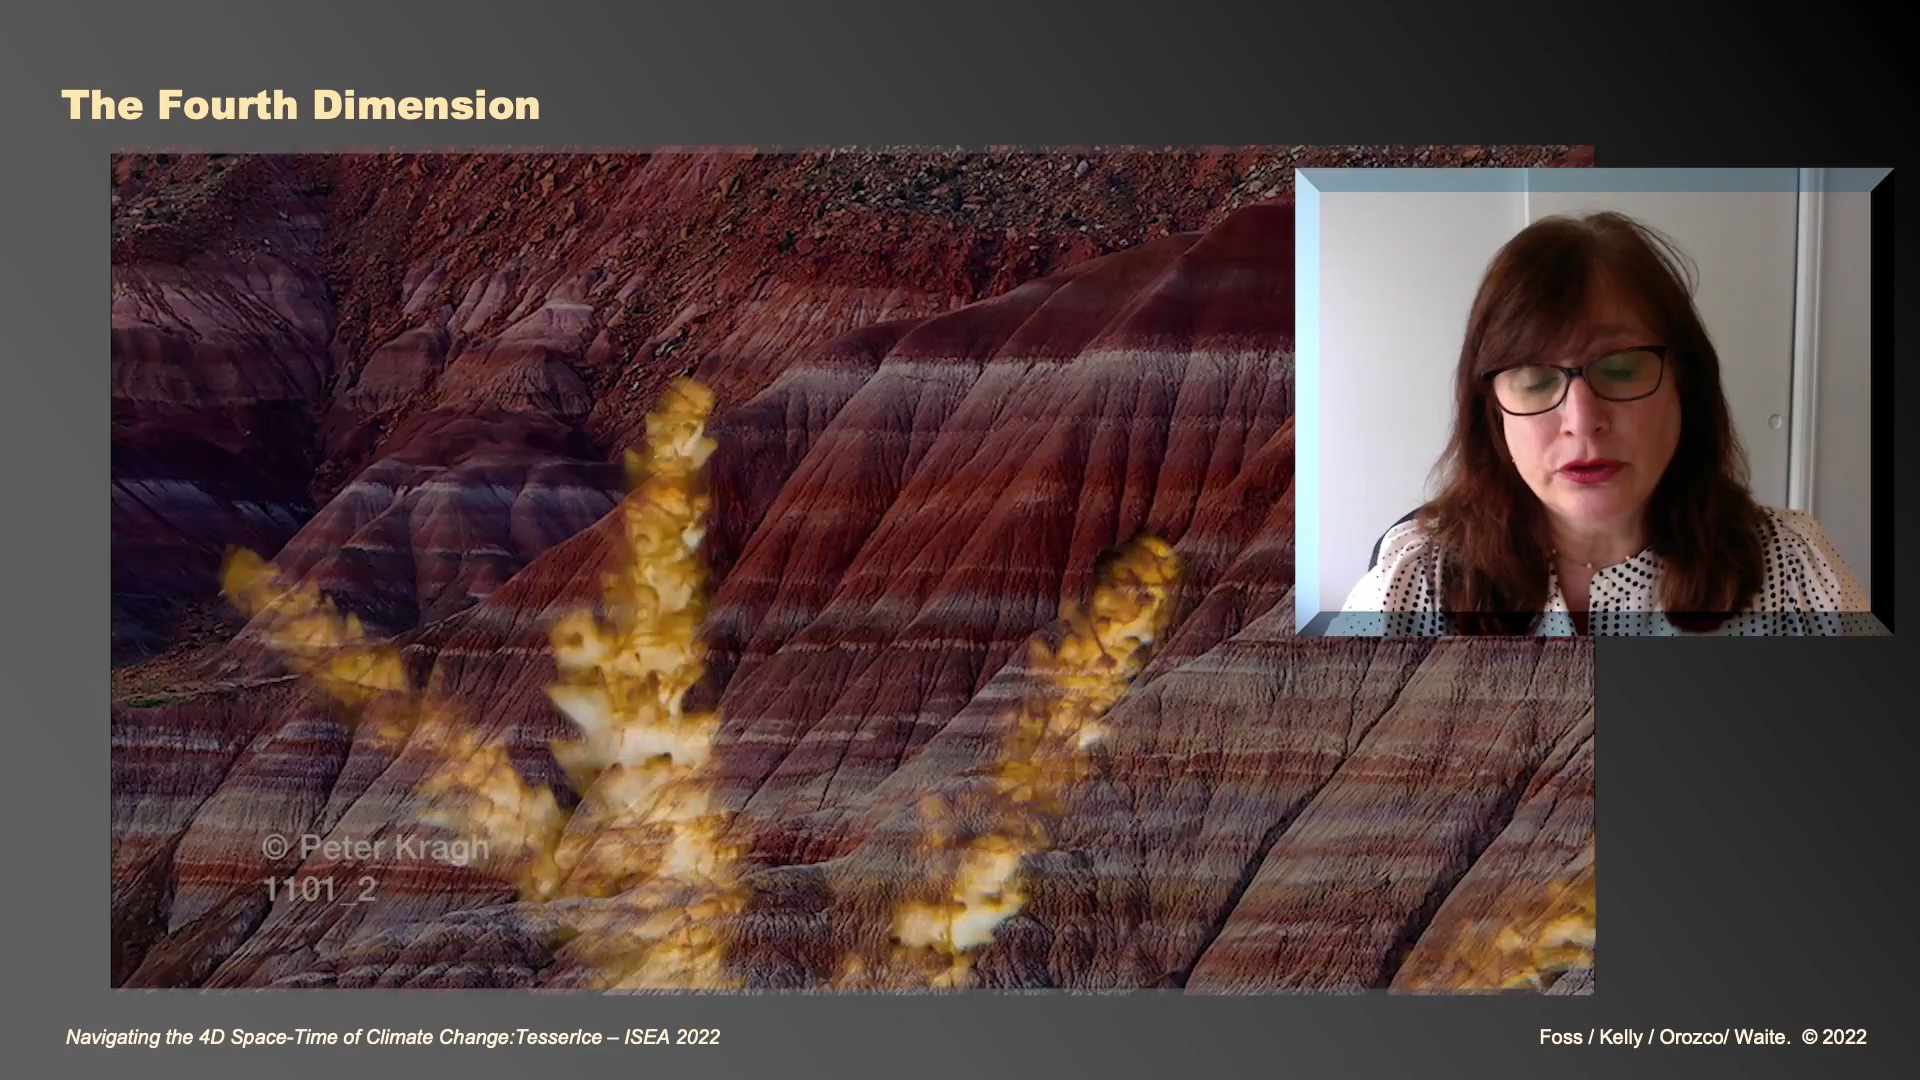 The Fourth Dimension
© Peter Kragh
1101_2
Navigating the 4D Space-Time of Climate Change:TesserIce – ISEA 2022
Foss / Kelly / Orozco/ Waite. © 2022